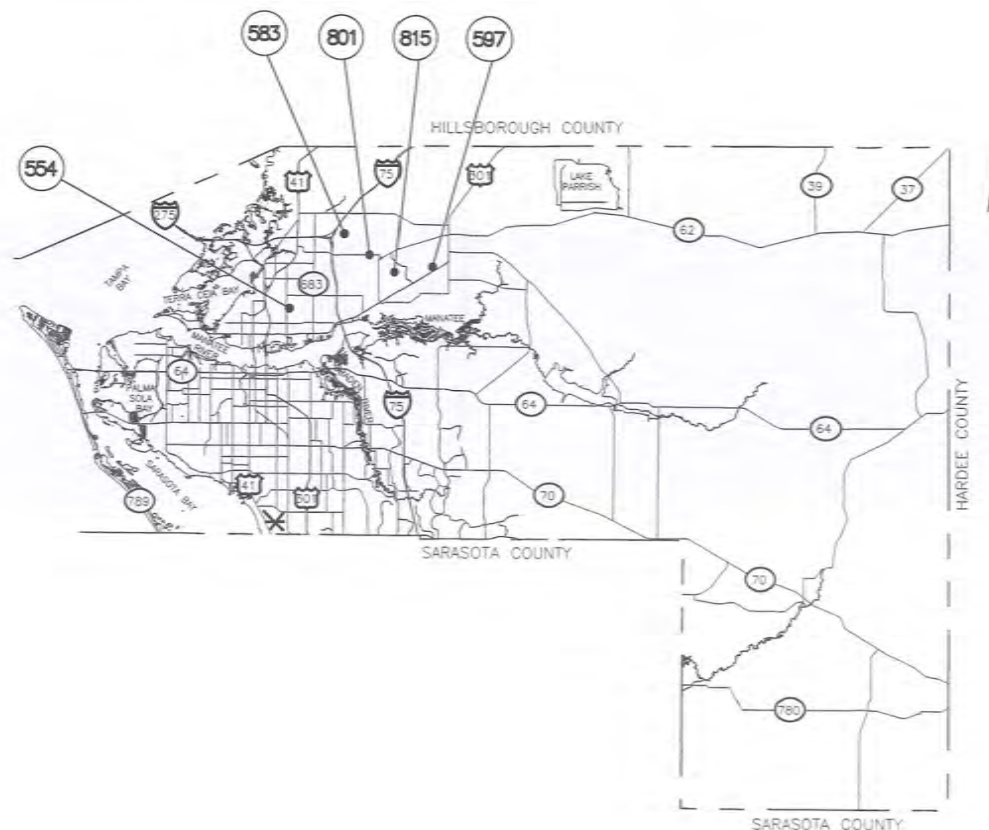 583
801
815
597
HILLSBOROUGH COUNTY
554
41
75
301
LAKE
PARRISH
39
37
275
62
TAMPA
BAY
TERRA CEIA BAY
683
MANATEE
MANATEE
RIVER
64
PALMA
SOLA
BAY
RIVER
75
64
64
HARDEE COUNTY
SARASOTA BAY
789
41
301
70
SARASOTA COUNTY
70
780
SARASOTA COUNTY